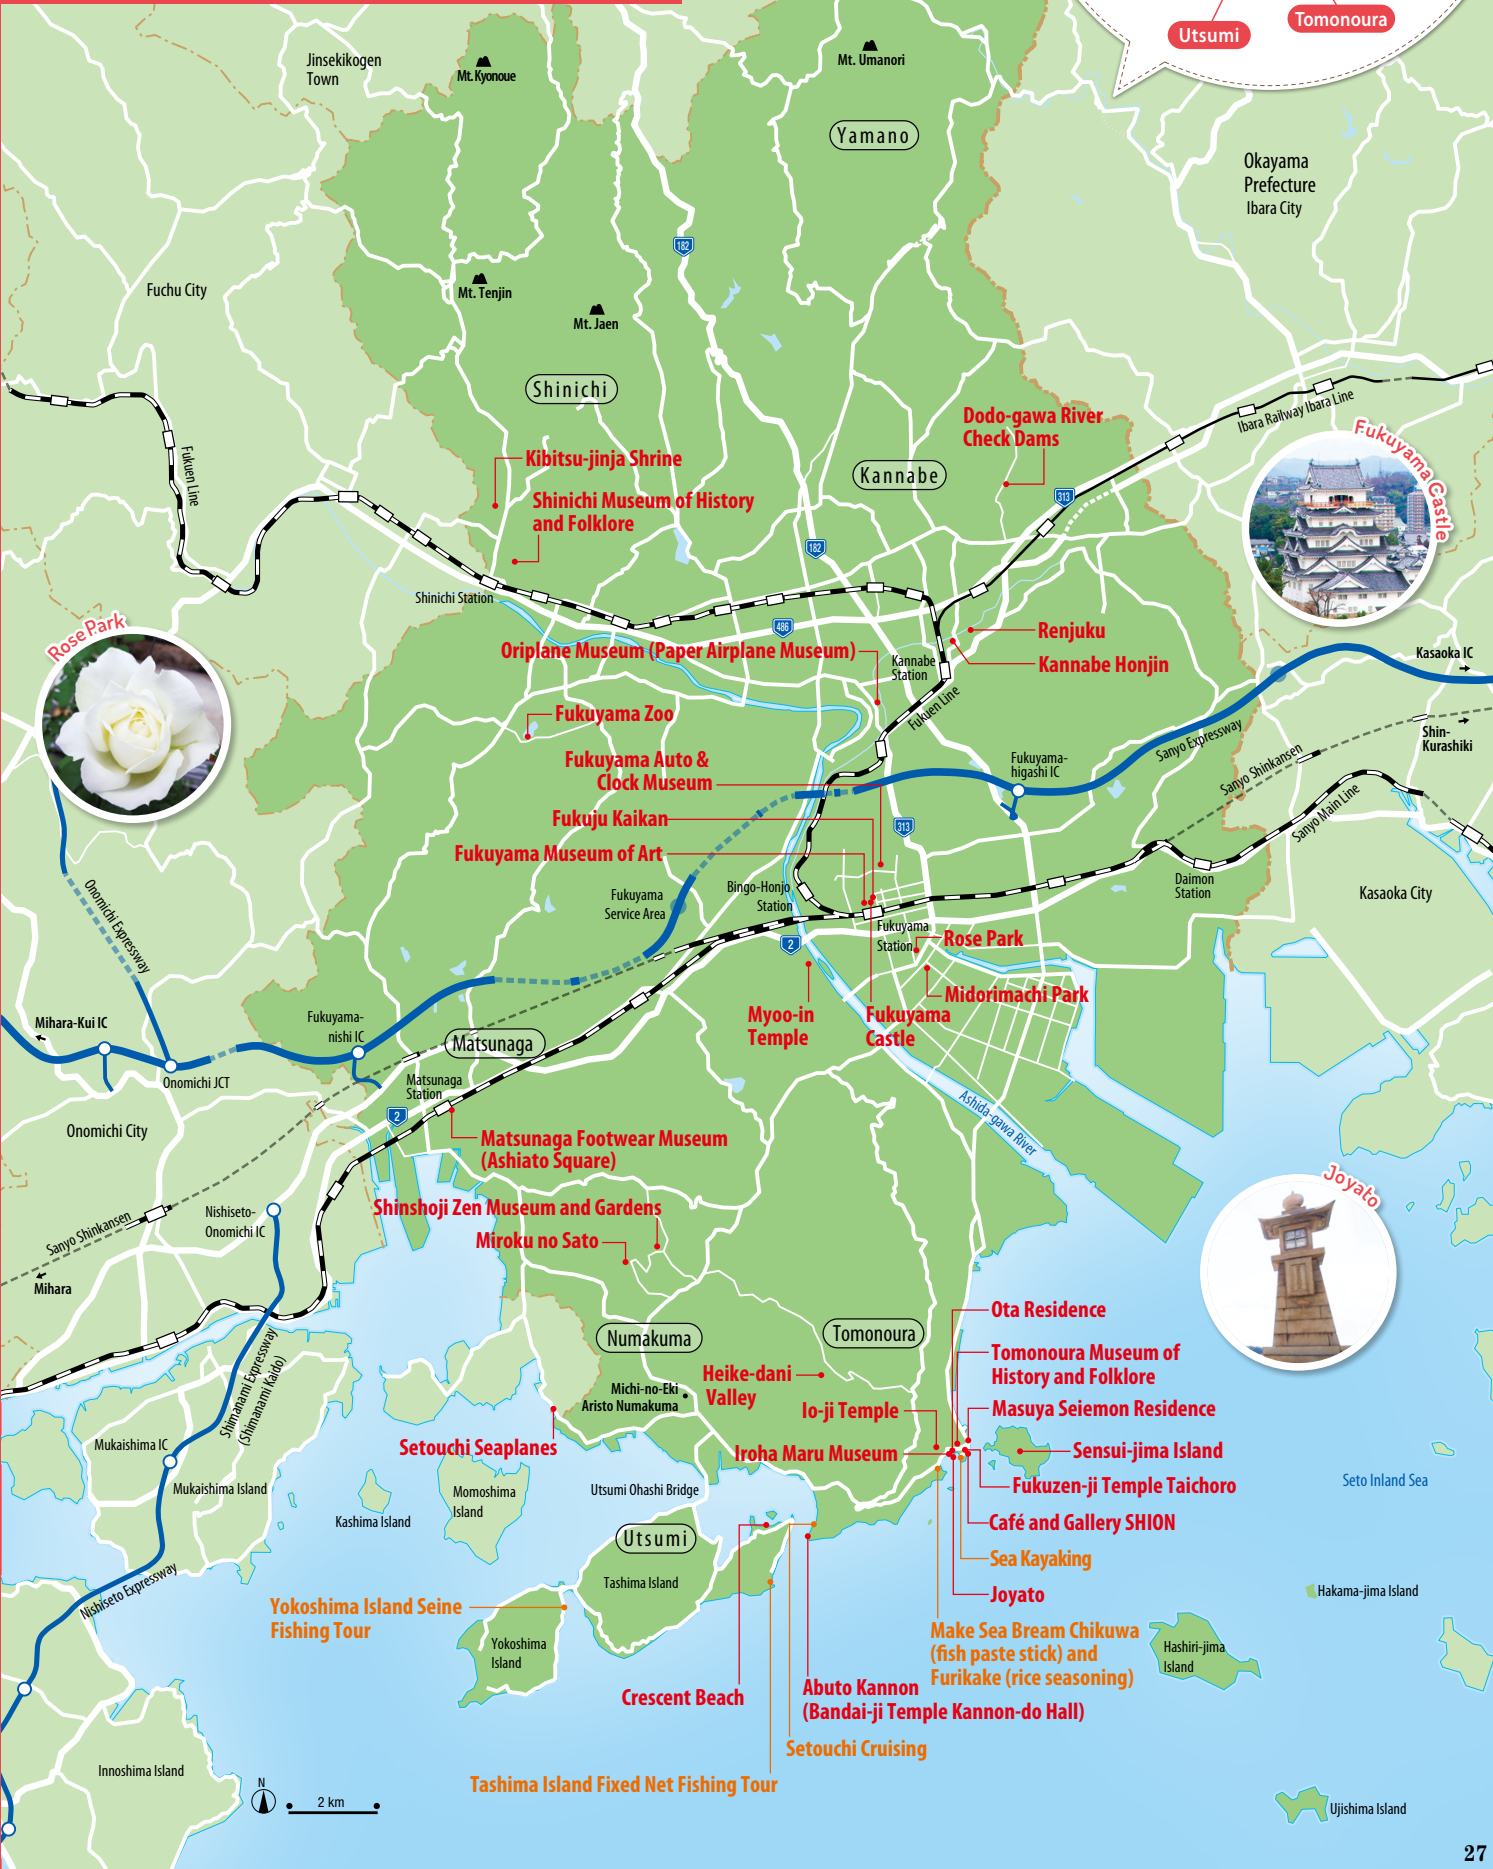 Utsumi
Tomonoura
Jinsekikogen
Town
Mt.Kyonoue
Mt. Umanori
Yamano
Okayama
Prefecture
Ibara City
182
Fuchu City
Mt. Tenjin
Mt. Jaen
Shinichi
Ibara Railway Ibara Line
Dodo-gawa River
Check Dams
Fukuyama Castle
Kibitsu-jinja Shrine
Kannabe
Fukuen Line
Shinichi Museum of History
and Folklore
313
182
Shinichi Station
486
Rose Park
Renjuku
Oriplane Museum (Paper Airplane Museum)
Kannabe
Station
Kannabe Honjin
Kasaoka IC
Fukuen Line
Fukuyama Zoo
Sanyo Expressway
Shin-
Kurashiki
Fukuyama Auto &
Clock Museum
Fukuyama-
higashi IC
Sanyo Shinkansen
Sanyo Main Line
Fukuju Kaikan
313
Fukuyama Museum of Art
Onomichi Expressway
Fukuyama
Service Area
Bingo-Honjo
Station
Daimon
Station
Kasaoka City
Fukuyama
Station
Rose Park
2
Midorimachi Park
Myoo-in
Temple
Fukuyama
Castle
Mihara-Kui IC
Fukuyama-
nishi IC
Matsunaga
Onomichi JCT
Matsunaga
Station
2
Ashida-gawa River
Onomichi City
Matsunaga Footwear Museum
(Ashiato Square)
Joyato
Shinshoji Zen Museum and Gardens
Nishiseto-
Onomichi IC
Sanyo Shinkansen
Miroku no Sato
Mihara
Ota Residence
Numakuma
Tomonoura
Tomonoura Museum of
History and Folklore
Shimanami Expressway
(Shimanami Kaido)
Heike-dani
Valley
Michi-no-Eki
Aristo Numakuma
Io-ji Temple
Masuya Seiemon Residence
Mukaishima IC
Setouchi Seaplanes
Iroha Maru Museum
Sensui-jima Island
Mukaishima Island
Momoshima
Island
Utsumi Ohashi Bridge
Fukuzen-ji Temple Taichoro
Seto Inland Sea
Kashima Island
Café and Gallery SHION
Utsumi
Sea Kayaking
Nishiseto Expressway
Tashima Island
Joyato
Hakama-jima Island
Yokoshima Island Seine
Fishing Tour
Make Sea Bream Chikuwa
(fish paste stick) and
Furikake (rice seasoning)
Yokoshima
Island
Hashiri-jima
Island
Crescent Beach
Abuto Kannon
(Bandai-ji Temple Kannon-do Hall)
Setouchi Cruising
Innoshima Island
Tashima Island Fixed Net Fishing Tour
N
2 km
Ujishima Island
27